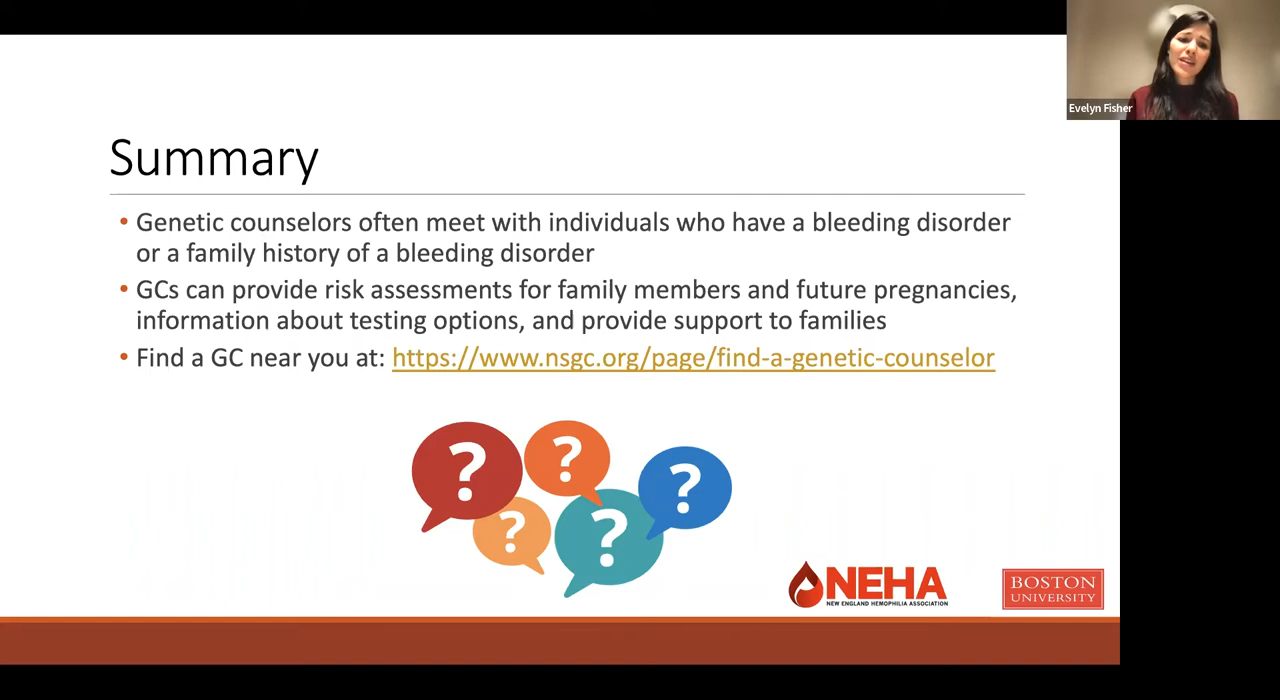 Evelyn Fisher
Summary
• Genetic counselors often meet with individuals who have a bleeding disorder
or a family history of a bleeding disorder
• GCs can provide risk assessments for family members and future pregnancies,
information about testing options, and provide support to families
• Find a GC near you at: https://www.nsgc.org/page/find-a-genetic-counselor
?
?
?
?
?
NEHA
NEW ENGLAND HEMOPHILIA ASSOCIATION
BOSTON
UNIVERSITY